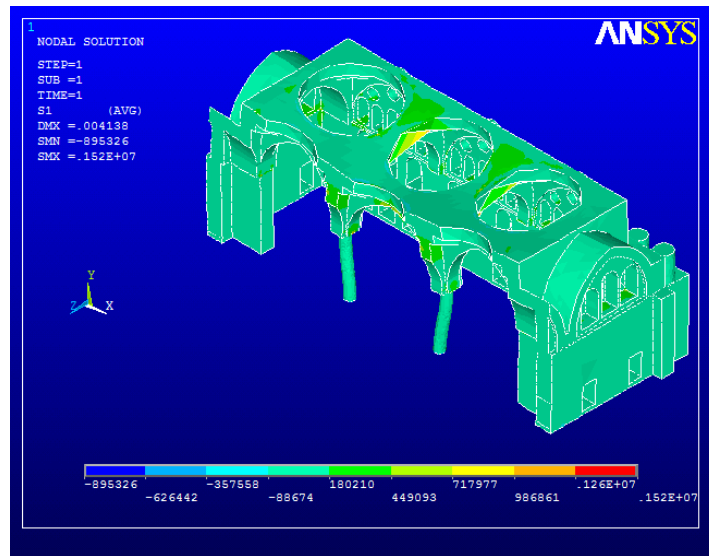 1
ANSYS
NODAL SOLUTION
STEP=1
SUB =1
TIME=1
S1 (AVG)
DMX =.004138
SMN =-895326
SMX =.152E+07
Y
Z X
-895326 -357558 180210 717977 .126E+07
-626442 -88674 449093 986861 .152E+07